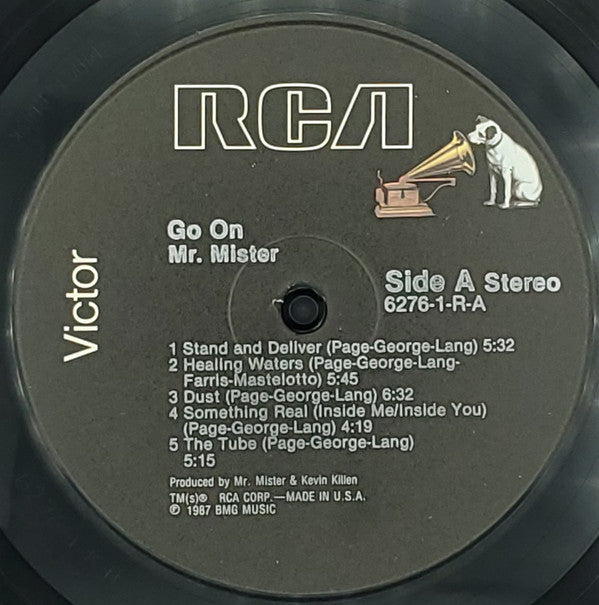 RCA
Victor
Go On
Mr. Mister
Side A Stereo
6276-1-R-A
1 Stand and Deliver (Page-George-Lang) 5:32
2 Healing Waters (Page-George-Lang-
Farris-Mastelotto) 5:45
3 Dust (Page-George-Lang) 6:32
4 Something Real (Inside Me/Inside You)
(Page-George-Lang) 4:19
5 The Tube (Page-George-Lang)
5:15
Produced by Mr. Mister & Kevin Killen
TM(s)® RCA CORP.—MADE IN U.S.A.
℗ 1987 BMG MUSIC